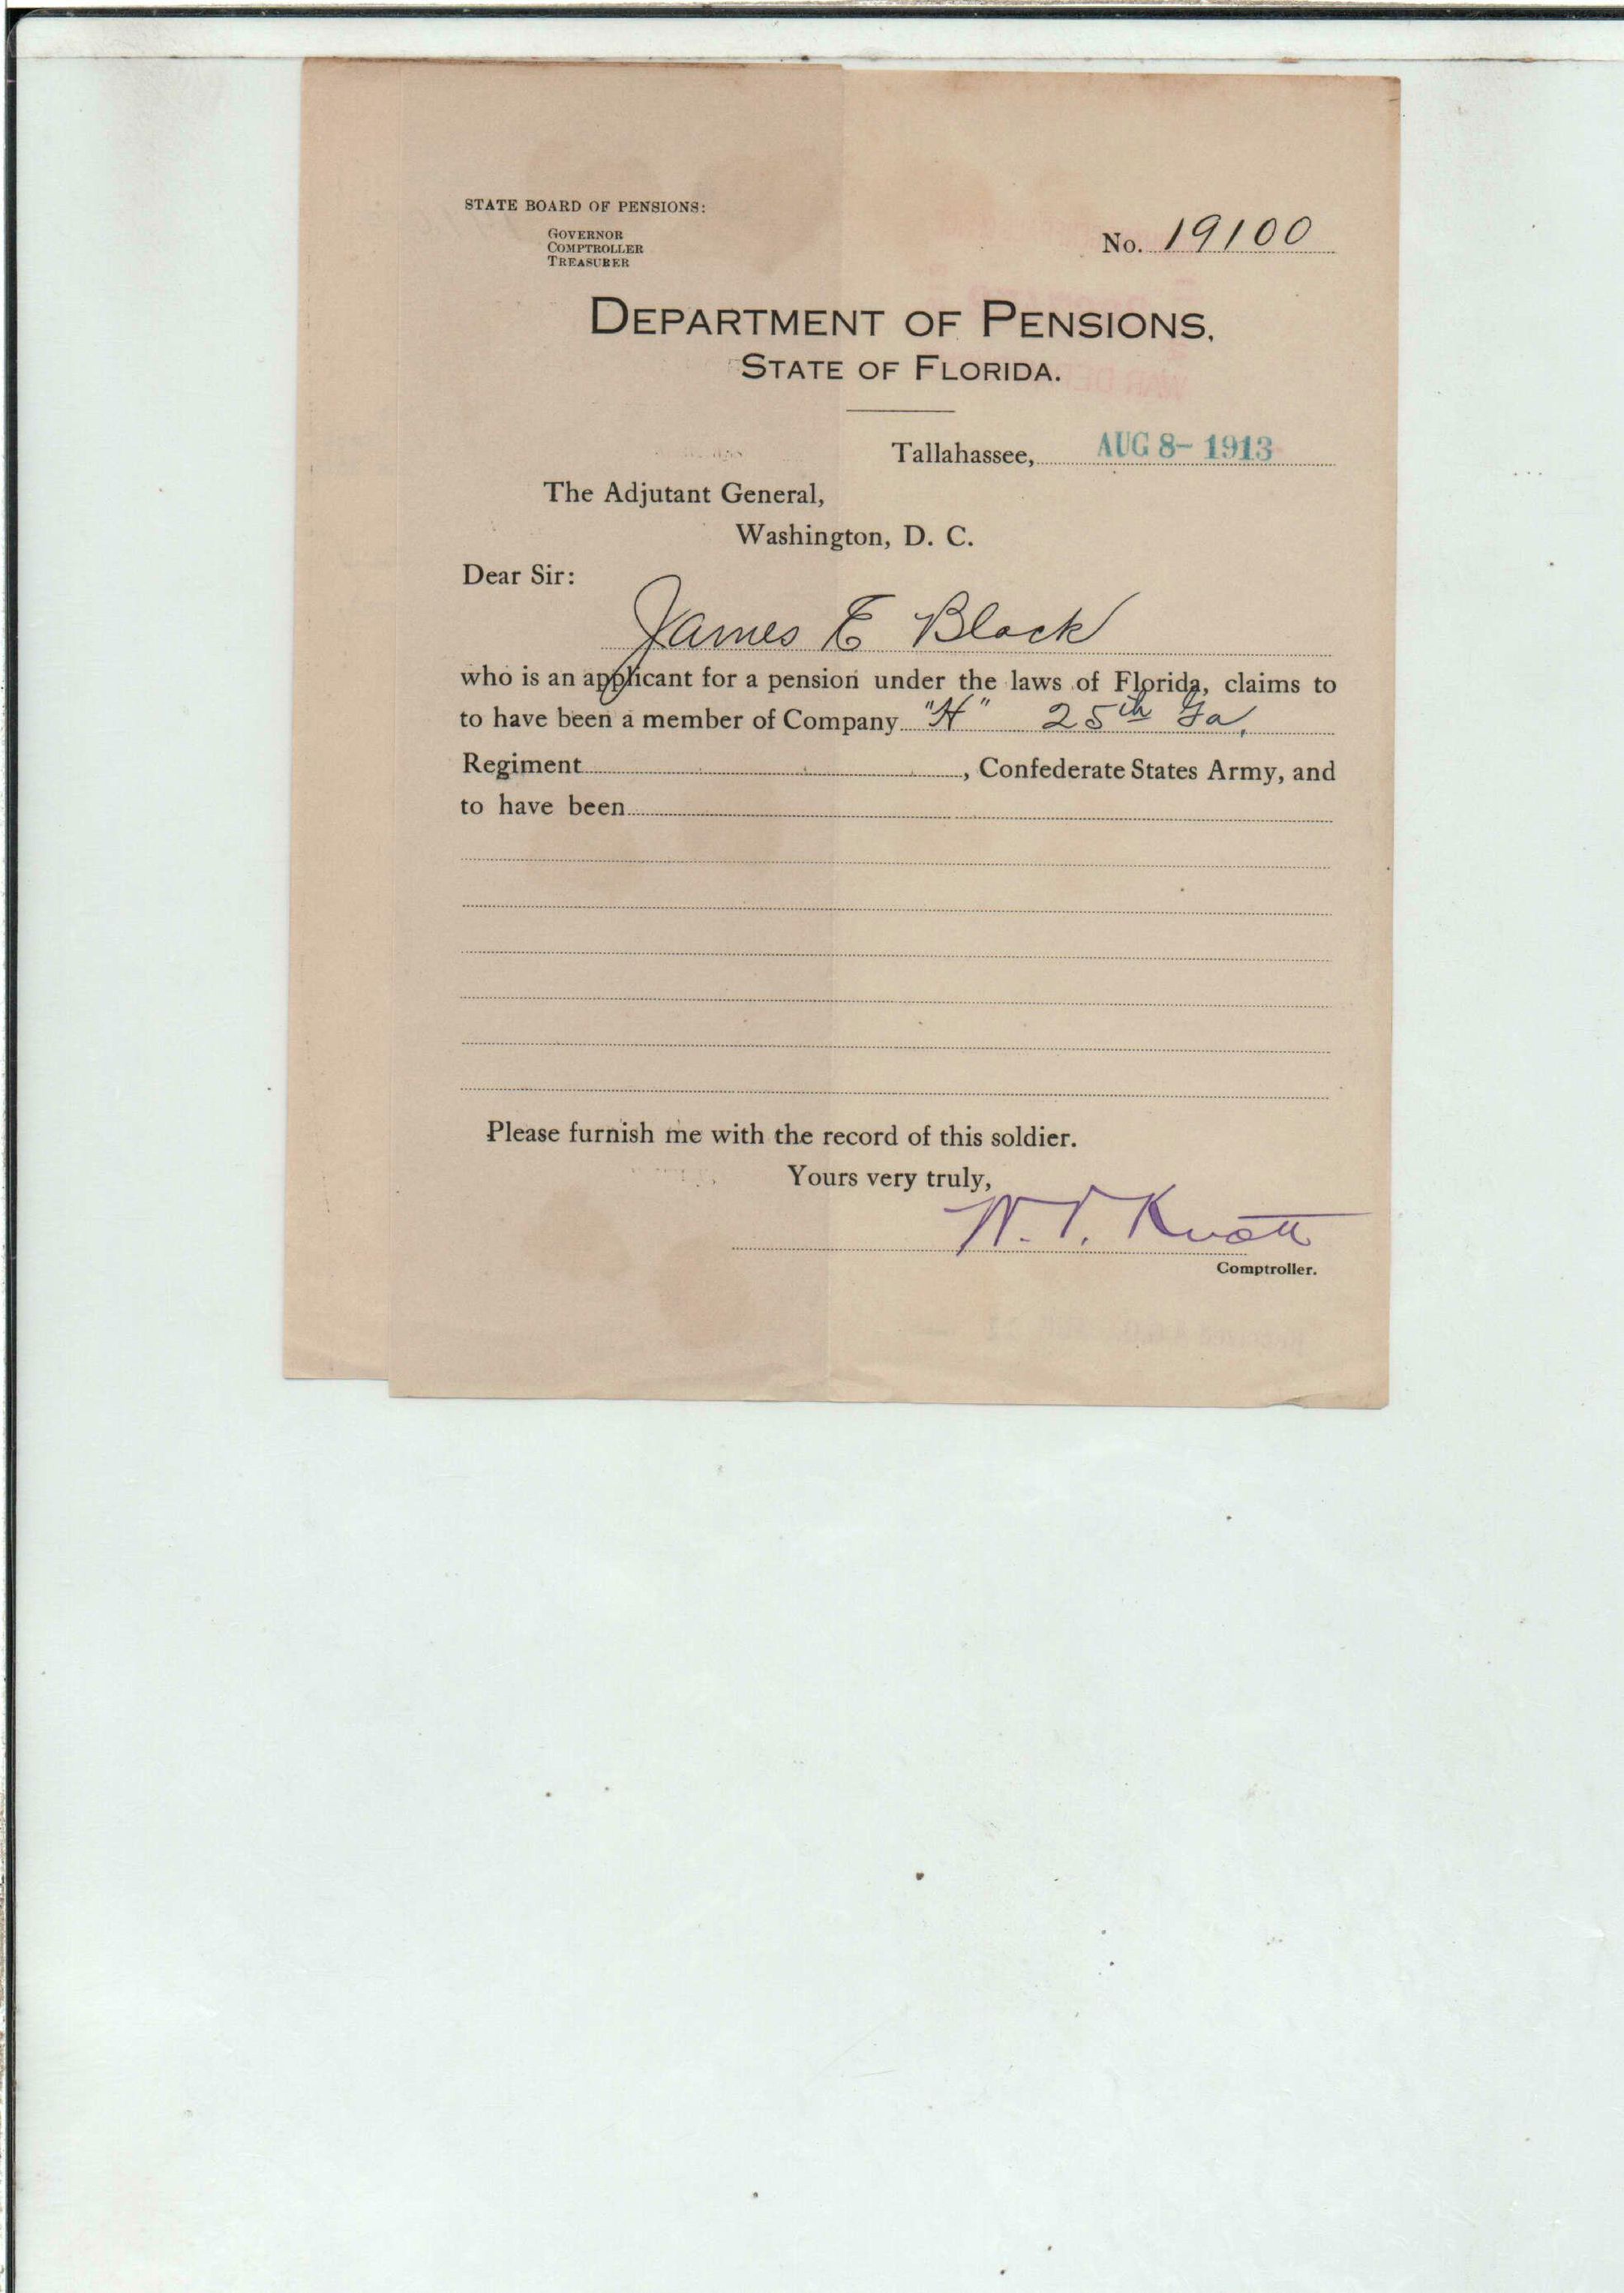 STATE BOARD OF PENSIONS:
GOVERNOR
COMPTROLLER
TREASURER
No. 19100
DEPARTMENT OF PENSIONS,
STATE OF FLORIDA.
Tallahassee, AUG 8- 1913
The Adjutant General,
Washington, D. C.
Dear Sir:
James E Black
who is an applicant for a pension under the laws of Florida, claims to
to have been a member of Company "H" 25th Ga,
Regiment, Confederate States Army, and
to have been
Please furnish me with the record of this soldier.
Yours very truly,
W. V. Knott
Comptroller.